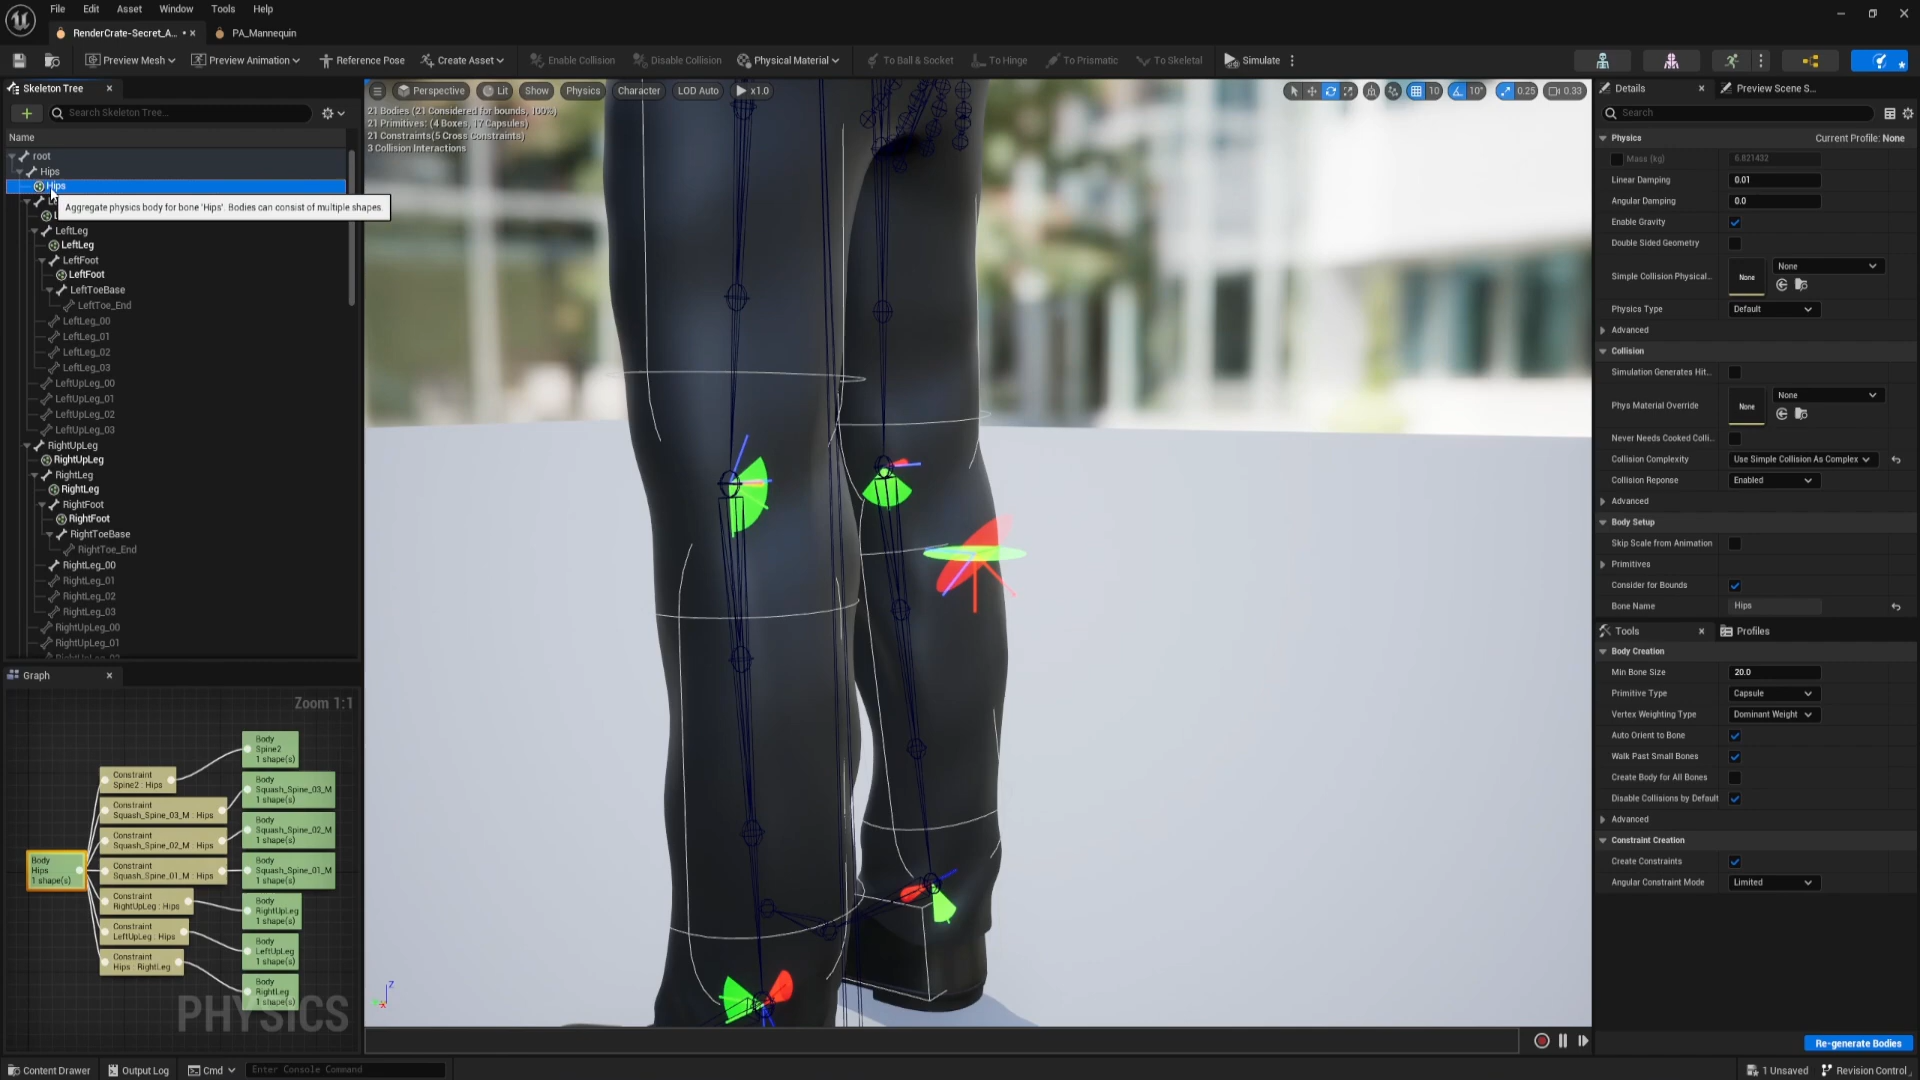 File Edit Asset Window Tools Help
RenderCrate-Secret_A... PA_Mannequin
Preview Mesh Preview Animation Reference Pose Create Asset Enable Collision Disable Collision Physical Material To Ball & Socket To Hinge To Prismatic To Skeletal Simulate
Skeleton Tree
Search Skeleton Tree...
Name
root
Hips
Hips
Aggregate physics body for bone 'Hips'. Bodies can consist of multiple shapes.
LeftLeg
LeftLeg
LeftFoot
LeftFoot
LeftToeBase
LeftToe_End
LeftLeg_00
LeftLeg_01
LeftLeg_02
LeftLeg_03
LeftUpLeg_00
LeftUpLeg_01
LeftUpLeg_02
LeftUpLeg_03
RightUpLeg
RightUpLeg
RightLeg
RightLeg
RightFoot
RightFoot
RightToeBase
RightToe_End
RightLeg_00
RightLeg_01
RightLeg_02
RightLeg_03
RightUpLeg_00
RightUpLeg_01
Graph
Zoom 1:1
Body
Hips
1 shape(s)
Constraint
Spine2 : Hips
Constraint
Squash_Spine_03_M : Hips
Constraint
Squash_Spine_02_M : Hips
Constraint
Squash_Spine_01_M : Hips
Constraint
RightUpLeg : Hips
Constraint
LeftUpLeg : Hips
Constraint
Hips : RightLeg
Body
Spine2
1 shape(s)
Body
Squash_Spine_03_M
1 shape(s)
Body
Squash_Spine_02_M
1 shape(s)
Body
Squash_Spine_01_M
1 shape(s)
Body
RightUpLeg
1 shape(s)
Body
LeftUpLeg
1 shape(s)
Body
RightLeg
1 shape(s)
PHYSICS
Perspective Lit Show Physics Character LOD Auto x1.0
10 10° 0.25 0.33
21 Bodies (21 Considered for bounds, 100%)
21 Primitives: (4 Boxes, 17 Capsules)
21 Constraints(5 Cross Constraints)
3 Collision Interactions
Z
Details Preview Scene S...
Search
Physics Current Profile: None
Mass (kg) 6.821432
Linear Damping 0.01
Angular Damping 0.0
Enable Gravity
Double Sided Geometry
Simple Collision Physical... None None
Physics Type Default
Advanced
Collision
Simulation Generates Hit...
Phys Material Override None None
Never Needs Cooked Colli...
Collision Complexity Use Simple Collision As Complex
Collision Reponse Enabled
Advanced
Body Setup
Skip Scale from Animation
Primitives
Consider for Bounds
Bone Name Hips
Tools Profiles
Body Creation
Min Bone Size 20.0
Primitive Type Capsule
Vertex Weighting Type Dominant Weight
Auto Orient to Bone
Walk Past Small Bones
Create Body for All Bones
Disable Collisions by Default
Advanced
Constraint Creation
Create Constraints
Angular Constraint Mode Limited
Re-generate Bodies
Content Drawer Output Log Cmd Enter Console Command 1 Unsaved Revision Control